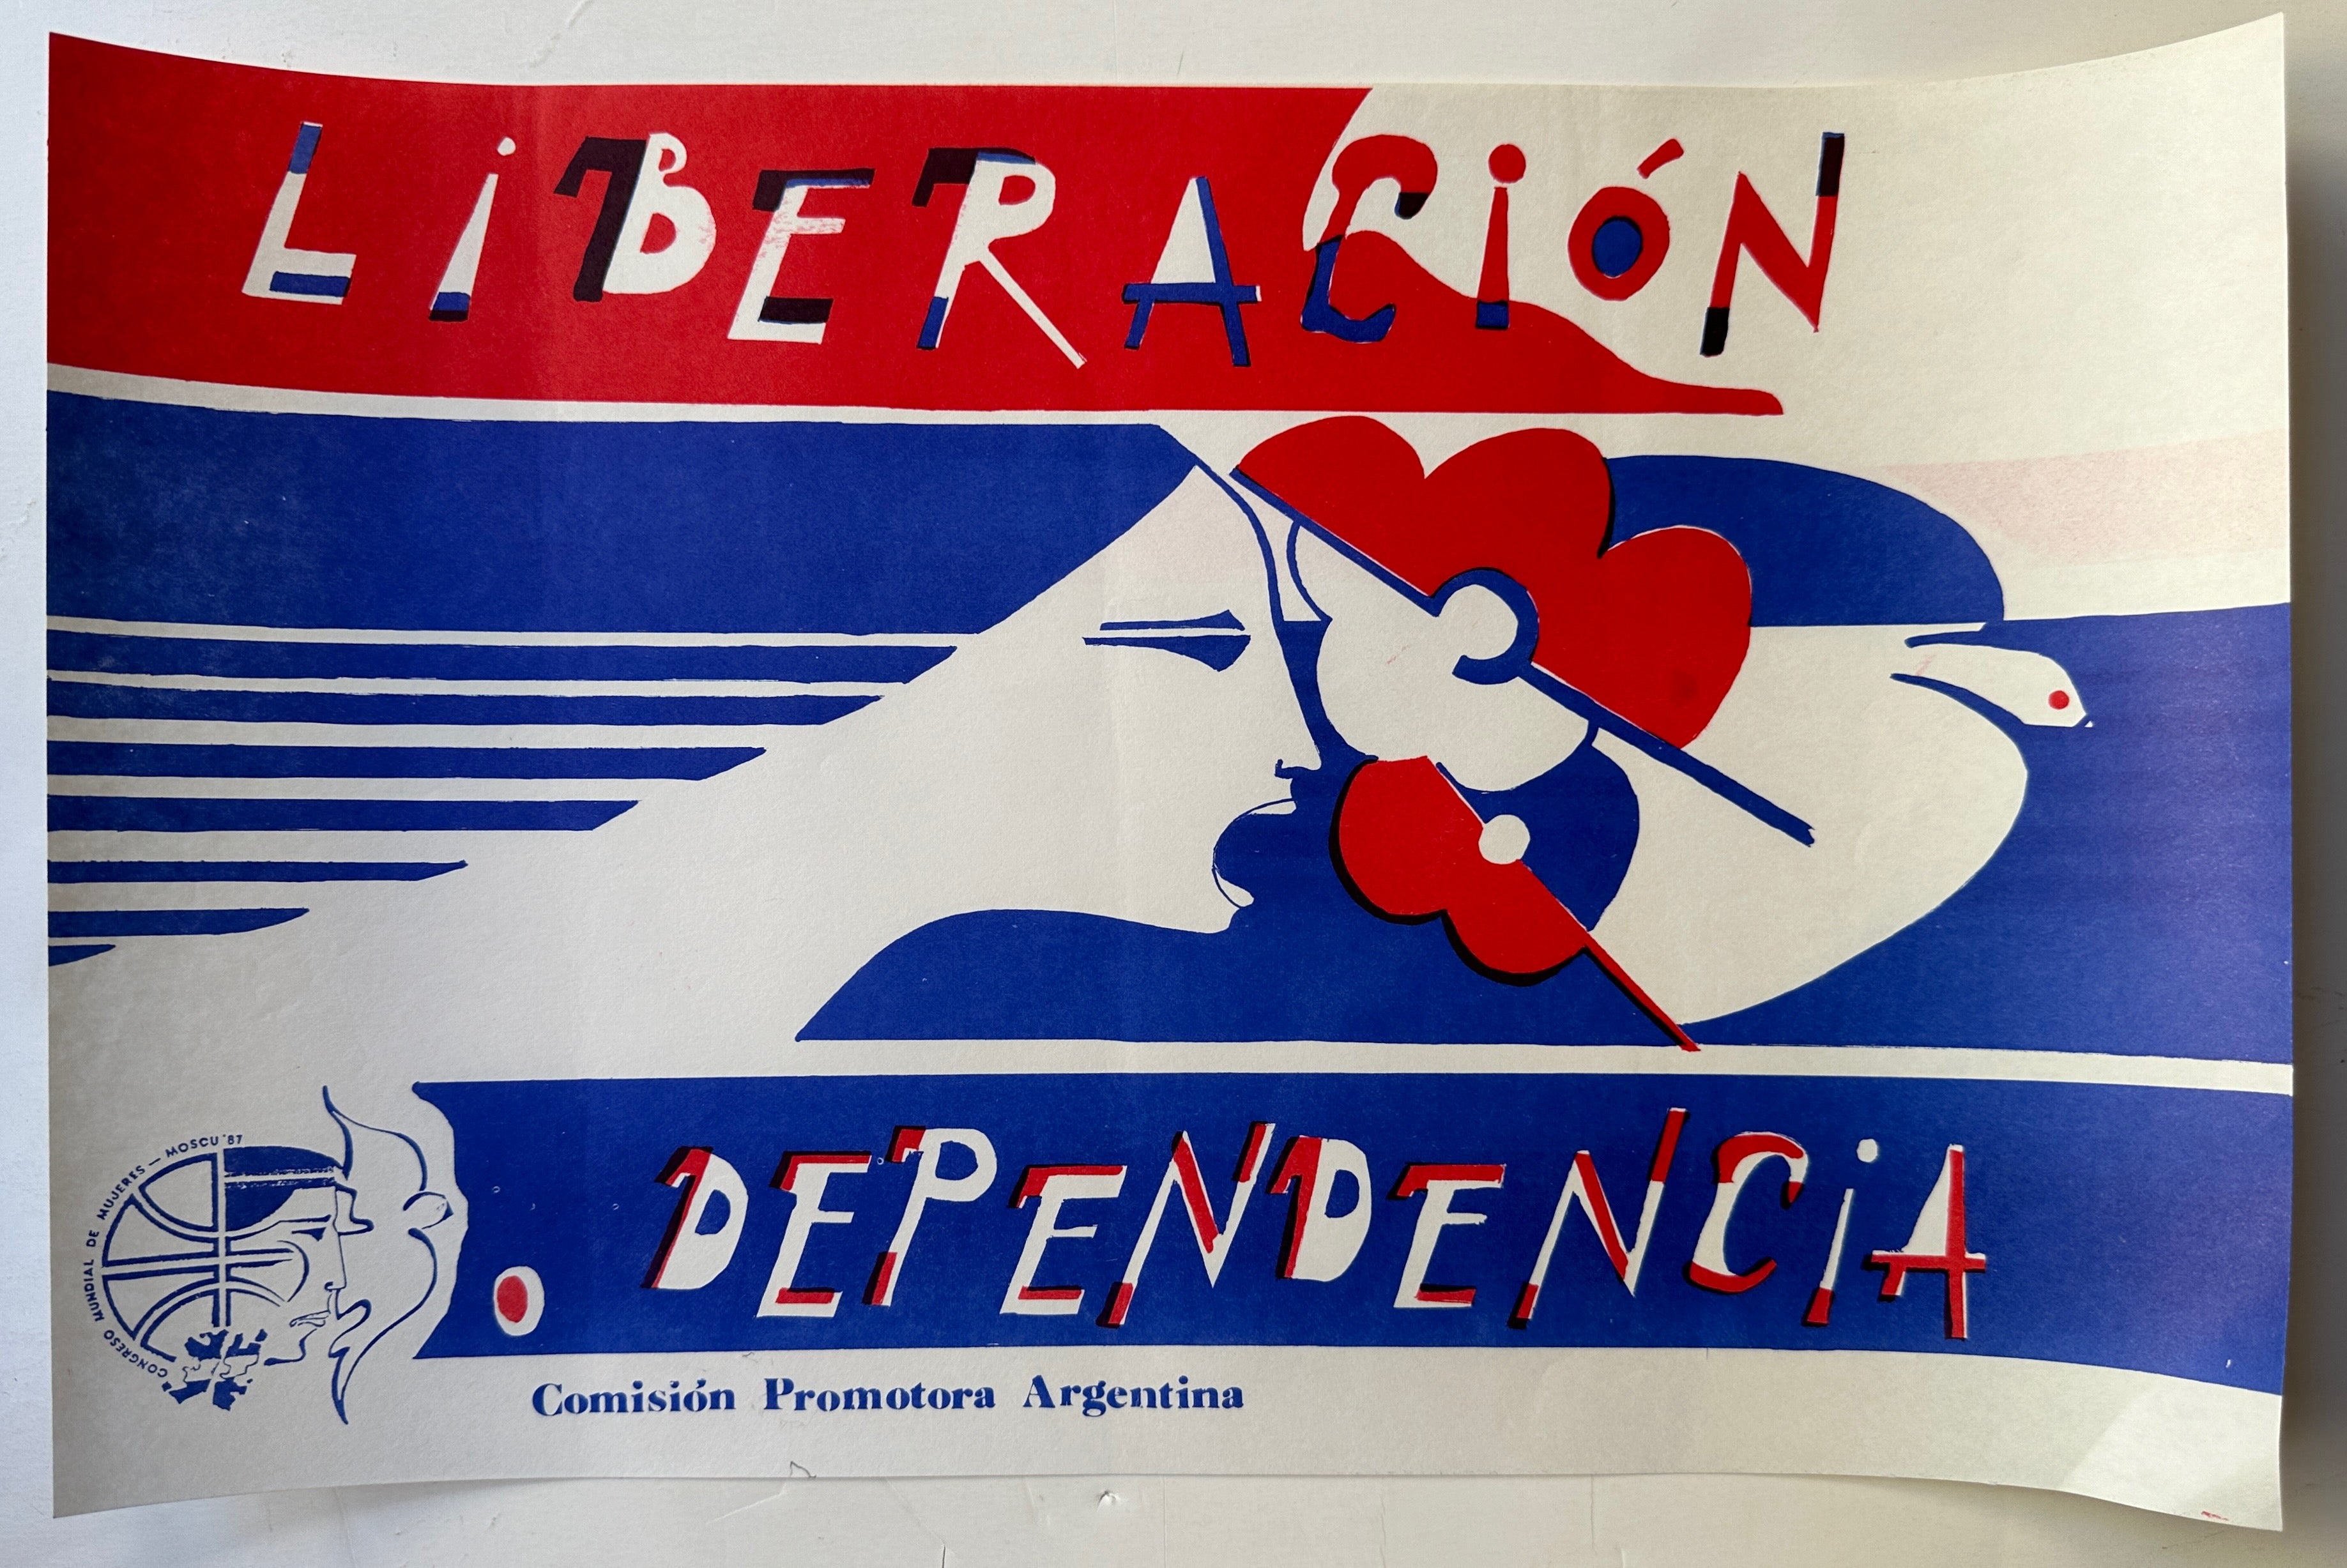 LiBERACiÓN
O DEPENDENCiA
CONGRESO MUNDIAL DE MUJERES — MOSCU '87
Comisión Promotora Argentina